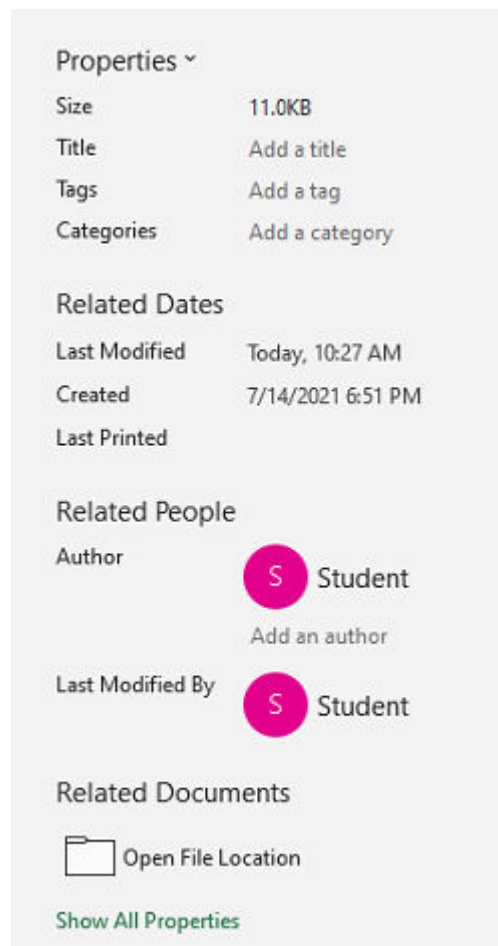 Properties
Size 11.0KB
Title Add a title
Tags Add a tag
Categories Add a category
Related Dates
Last Modified Today, 10:27 AM
Created 7/14/2021 6:51 PM
Last Printed
Related People
Author S Student
Add an author
Last Modified By S Student
Related Documents
Open File Location
Show All Properties